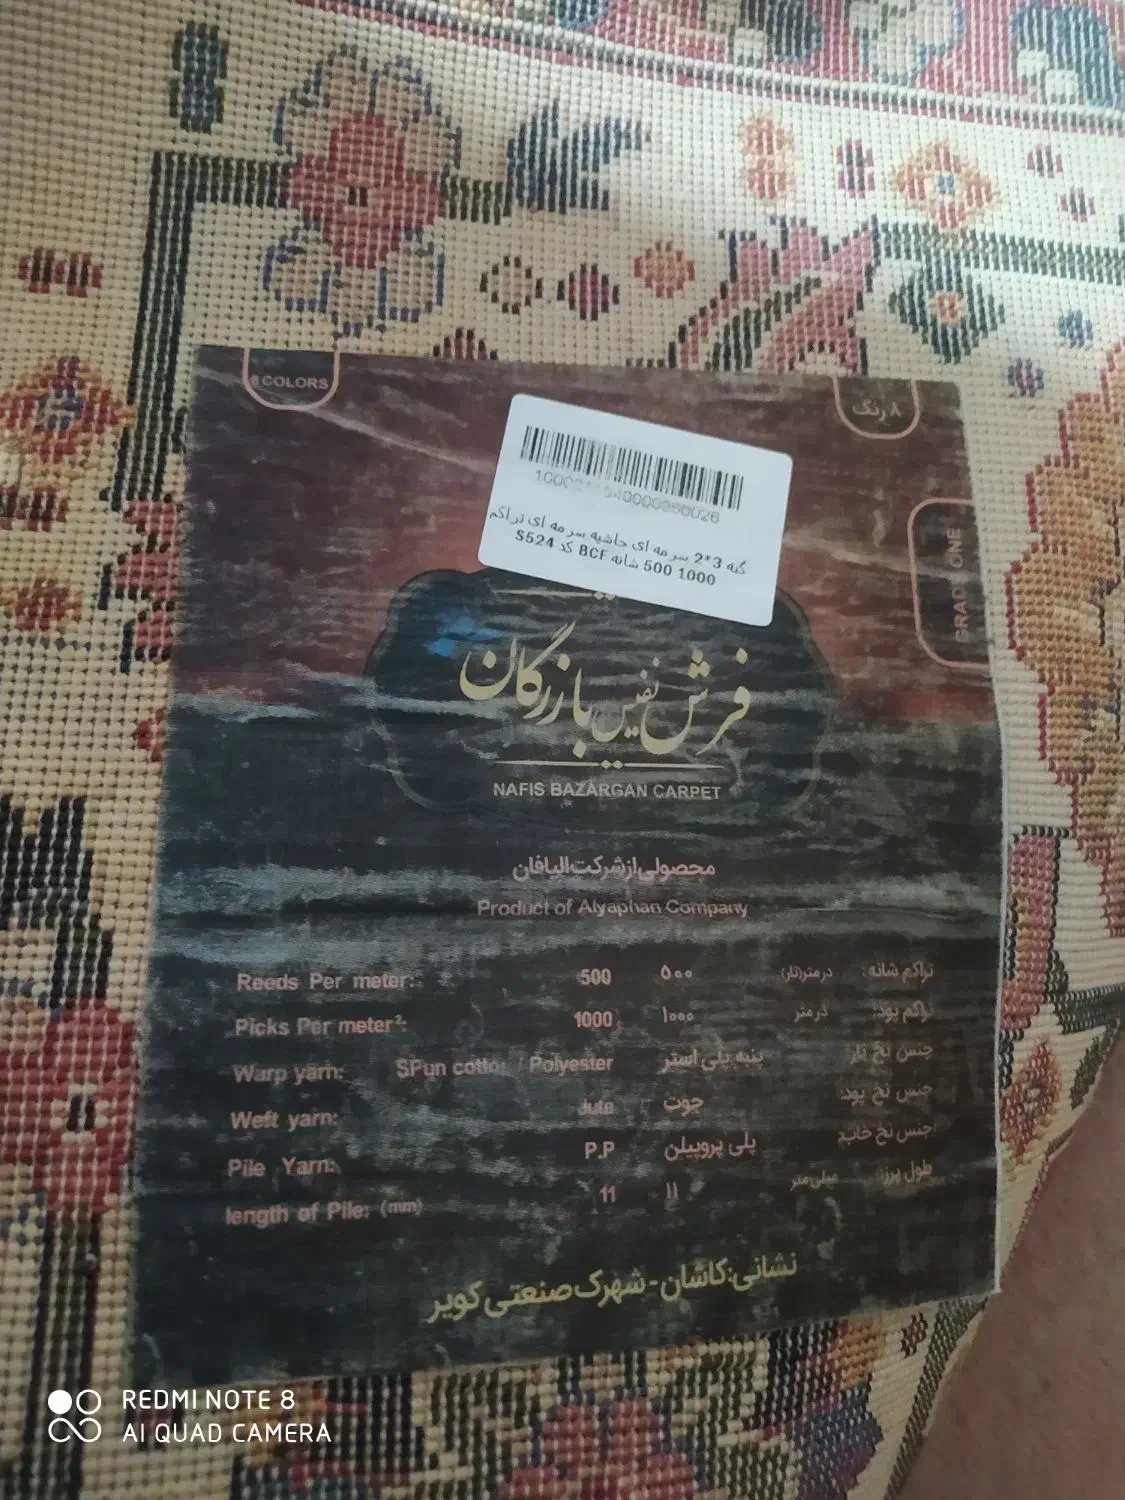 8 COLORS
۸ رنگ
GRADE ONE
گبه 3*2 سرمه ای حاشیه سرمه ای تراکم
1000 500 شانه BCF کد S524
فرش نفیس بازرگان
NAFIS BAZARGAN CARPET
محصولی از شرکت الیافان
Product of Alyaphan Company
Reeds Per meter: 500 ۵۰۰ تراکم شانه: درمتر(تار)
Picks Per meter²: 1000 ۱۰۰۰ تراکم پود: درمتر
Warp yarn: SPun cotton / Polyester پنبه پلی استر جنس نخ تار
Weft yarn: Jute جوت جنس نخ پود:
Pile Yarn: P.P پلی پروپیلن جنس نخ خاب:
length of Pile: (mm) 11 ۱۱ طول پرز: میلی متر
نشانی: کاشان - شهرک صنعتی کویر
REDMI NOTE 8
AI QUAD CAMERA